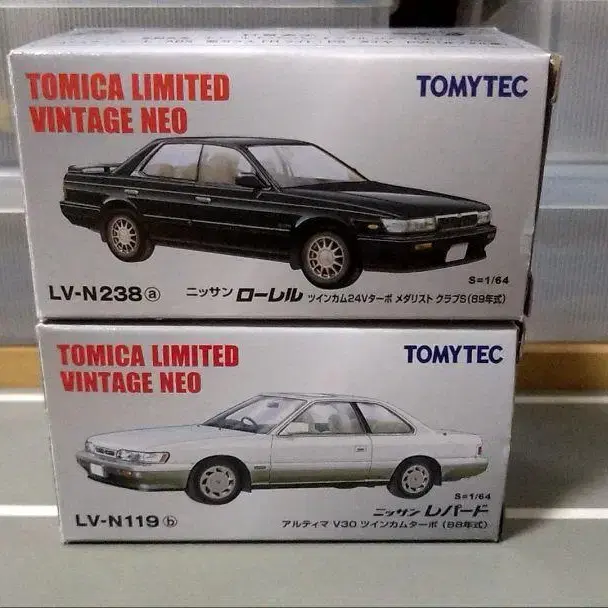 TOMICA LIMITED
VINTAGE NEO
TOMYTEC
S=1/64
LV-N238ⓐ ニッサン ローレル ツインカム24Vターボ メダリスト クラブS(89年式)
TOMICA LIMITED
VINTAGE NEO
TOMYTEC
S=1/64
LV-N119ⓑ ニッサン レパード
アルティマ V30 ツインカムターボ (88年式)